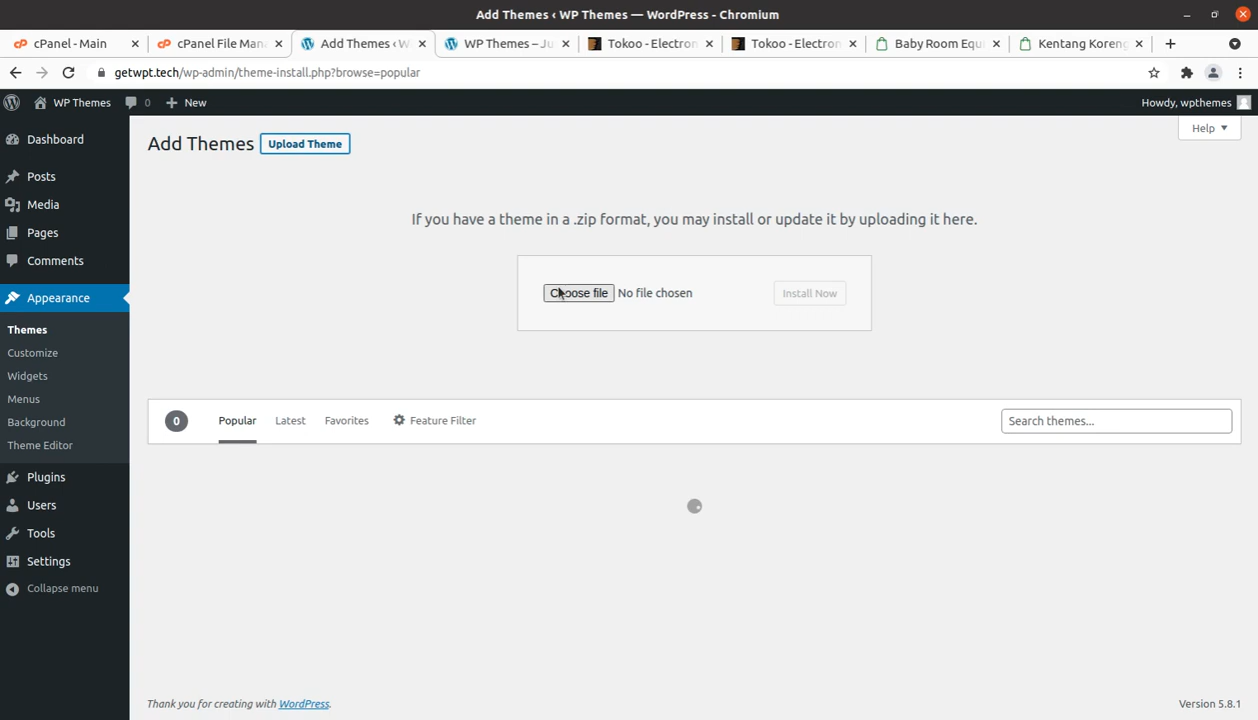 Add Themes ‹ WP Themes — WordPress - Chromium
cPanel - Main
cPanel File Man
Add Themes ‹ W
WP Themes – Ju
Tokoo - Electron
Tokoo - Electron
Baby Room Equi
Kentang Koreng
getwpt.tech/wp-admin/theme-install.php?browse=popular
WP Themes
0
New
Howdy, wpthemes
Dashboard
Posts
Media
Pages
Comments
Appearance
Themes
Customize
Widgets
Menus
Background
Theme Editor
Plugins
Users
Tools
Settings
Collapse menu
Add Themes
Upload Theme
Help
If you have a theme in a .zip format, you may install or update it by uploading it here.
Choose file No file chosen
Install Now
0
Popular
Latest
Favorites
Feature Filter
Search themes...
Thank you for creating with WordPress.
Version 5.8.1